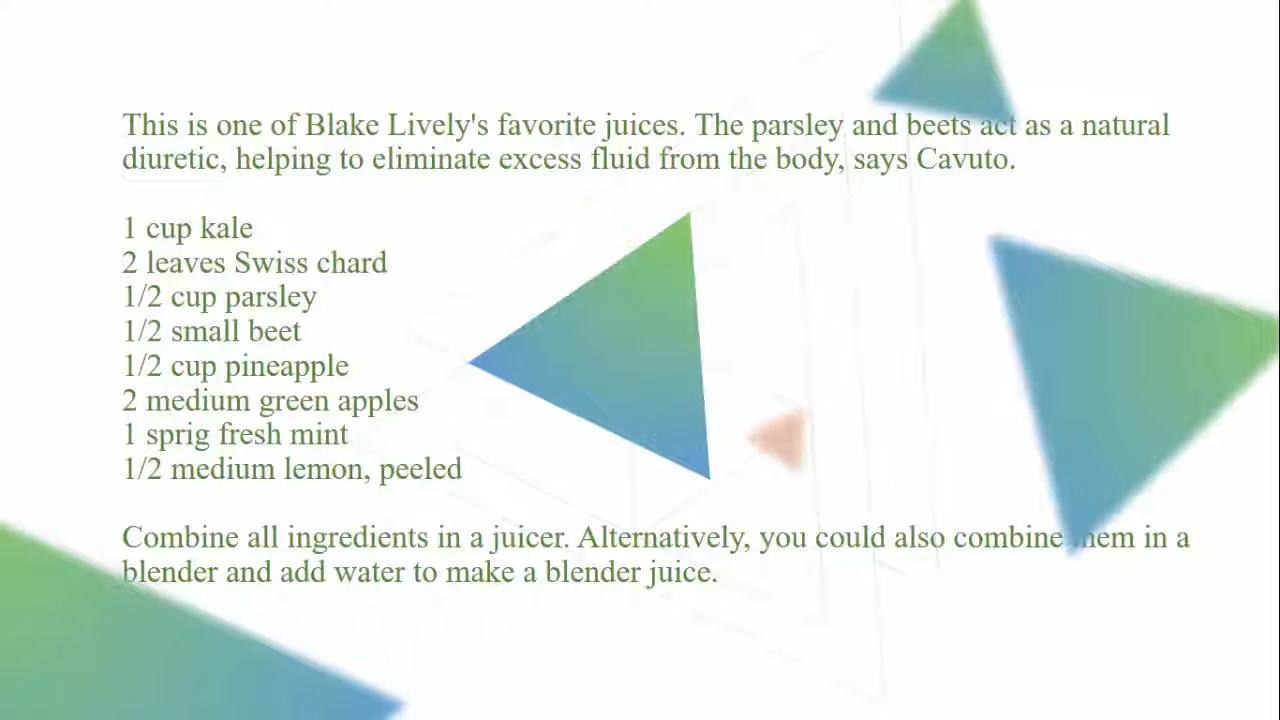 This is one of Blake Lively's favorite juices. The parsley and beets act as a natural
diuretic, helping to eliminate excess fluid from the body, says Cavuto.
1 cup kale
2 leaves Swiss chard
1/2 cup parsley
1/2 small beet
1/2 cup pineapple
2 medium green apples
1 sprig fresh mint
1/2 medium lemon, peeled
Combine all ingredients in a juicer. Alternatively, you could also combine them in a
blender and add water to make a blender juice.